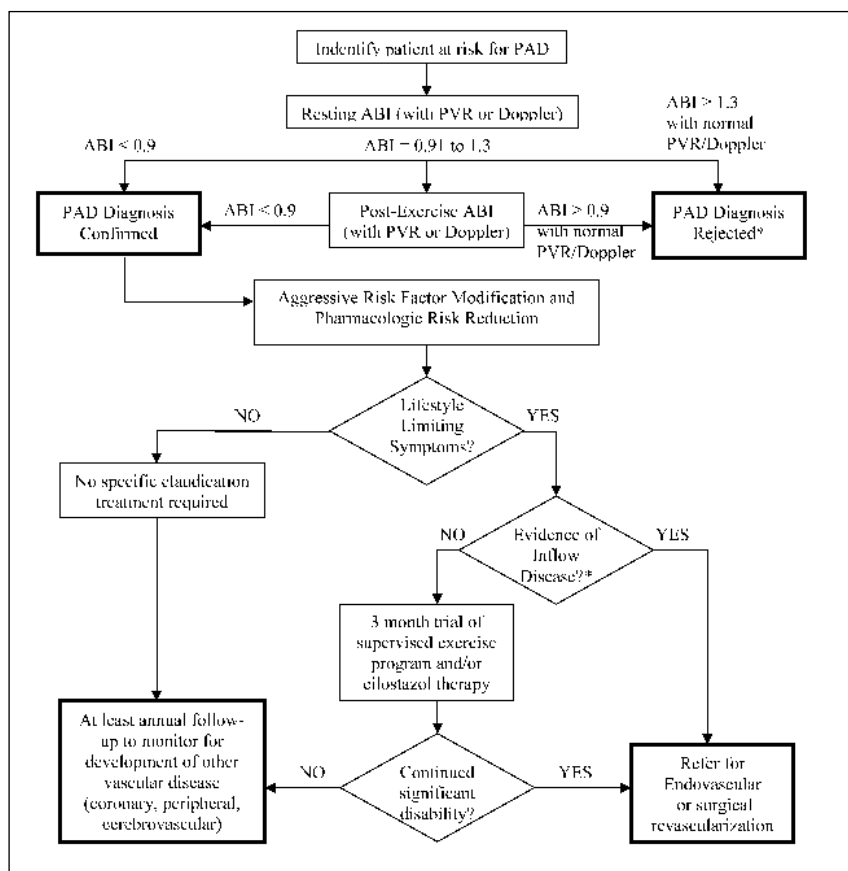 Indentify patient at risk for PAD
Resting ABI (with PVR or Doppler)
ABI > 1.3
with normal
PVR/Doppler
ABI < 0.9
ABI = 0.91 to 1.3
PAD Diagnosis
Confirmed
ABI < 0.9
Post-Exercise ABI
(with PVR or Doppler)
ABI > 0.9
with normal
PVR/Doppler
PAD Diagnosis
Rejected*
Aggressive Risk Factor Modification and
Pharmacologic Risk Reduction
NO
Lifestyle
Limiting
Symptoms?
YES
No specific claudication
treatment required
NO
Evidence of
Inflow
Disease?*
YES
3 month trial of
supervised exercise
program and/or
cilostazol therapy
At least annual follow-
up to monitor for
development of other
vascular disease
(coronary, peripheral,
cerebrovascular)
NO
Continued
significant
disability?
YES
Refer for
Endovascular
or surgical
revascularization